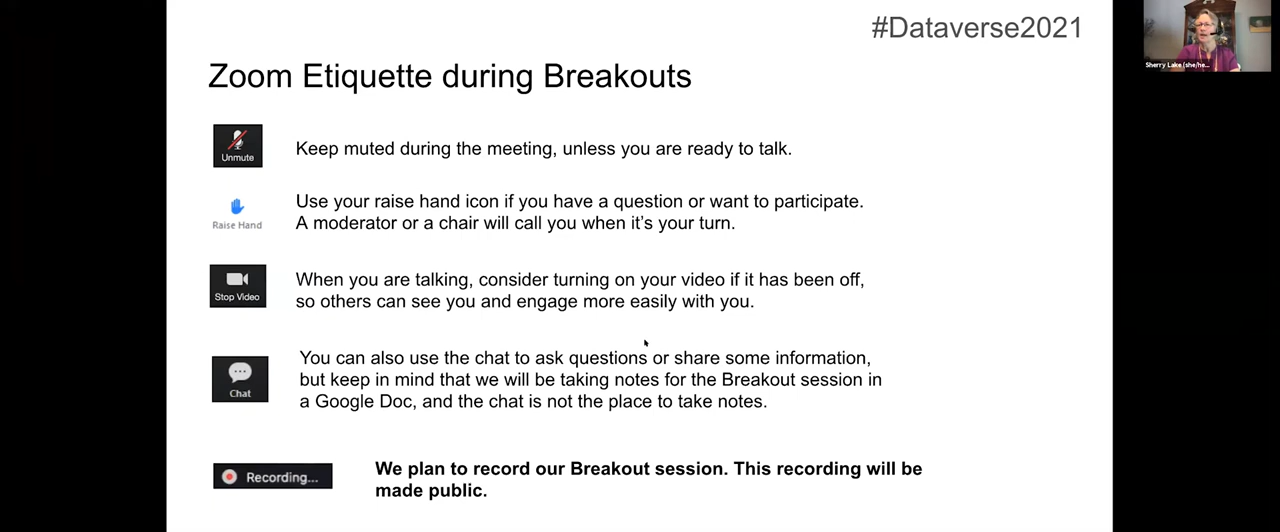 #Dataverse2021
Sherry Lake (she/he...
Zoom Etiquette during Breakouts
Unmute
Keep muted during the meeting, unless you are ready to talk.
Raise Hand
Use your raise hand icon if you have a question or want to participate.
A moderator or a chair will call you when it’s your turn.
Stop Video
When you are talking, consider turning on your video if it has been off,
so others can see you and engage more easily with you.
Chat
You can also use the chat to ask questions or share some information,
but keep in mind that we will be taking notes for the Breakout session in
a Google Doc, and the chat is not the place to take notes.
Recording...
We plan to record our Breakout session. This recording will be
made public.